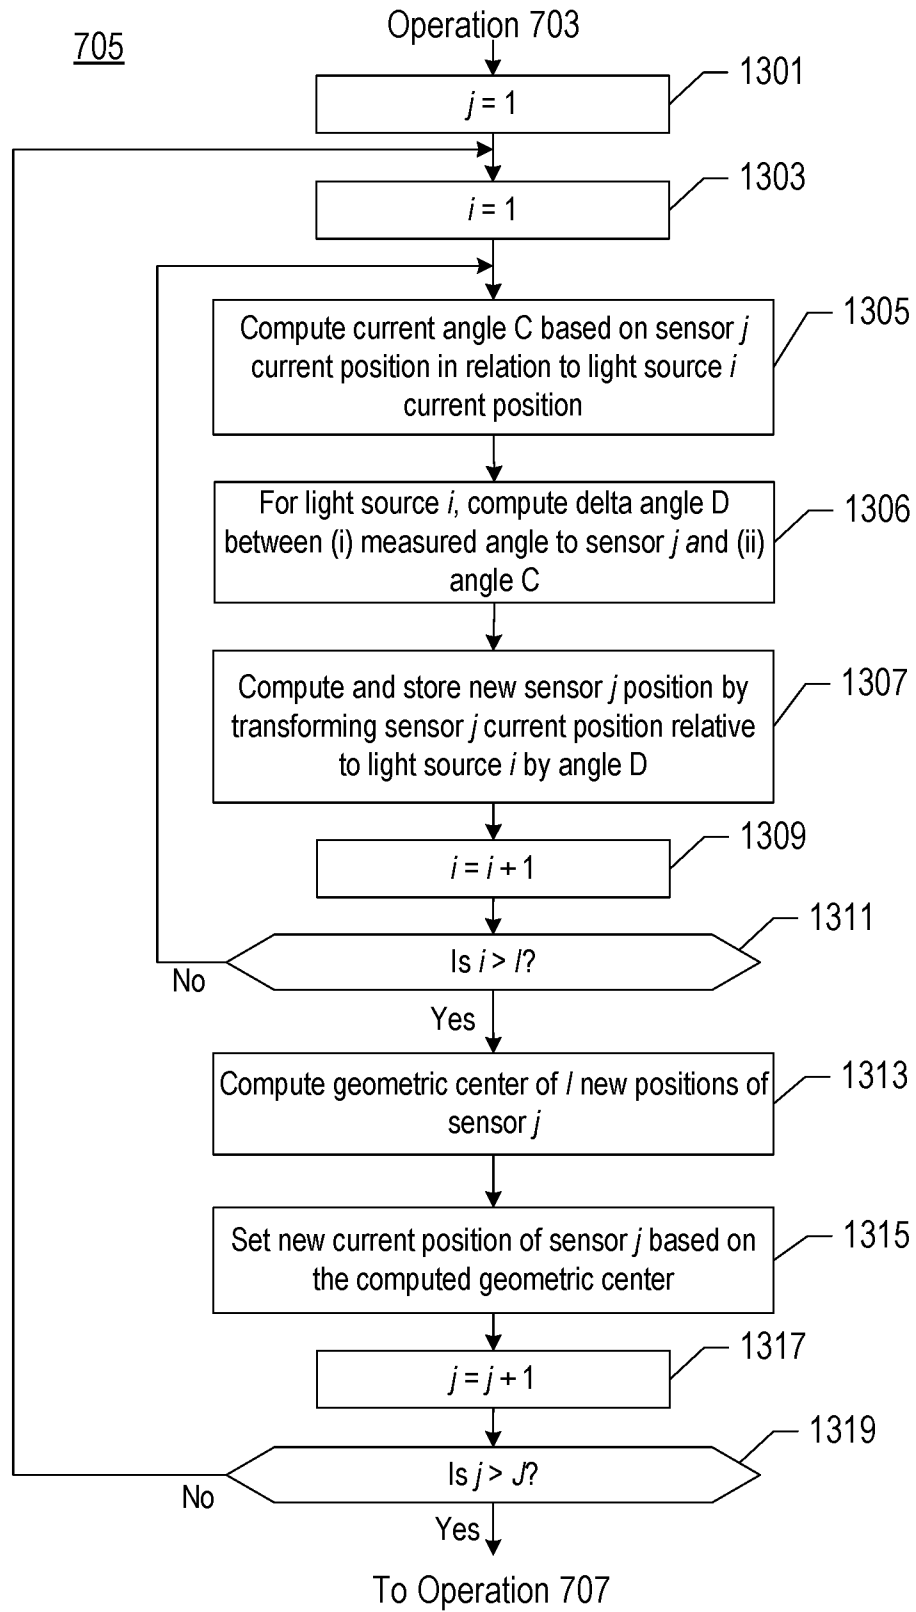 Operation 703
705
1301
j = 1
1303
i = 1
1305
Compute current angle C based on sensor j
current position in relation to light source i
current position
1306
For light source i, compute delta angle D
between (i) measured angle to sensor j and (ii)
angle C
1307
Compute and store new sensor j position by
transforming sensor j current position relative
to light source i by angle D
1309
i = i + 1
1311
Is i > I?
No
Yes
1313
Compute geometric center of I new positions of
sensor j
1315
Set new current position of sensor j based on
the computed geometric center
1317
j = j + 1
1319
Is j > J?
No
Yes
To Operation 707